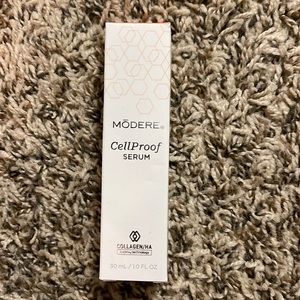 MODERE®
CellProof
SERUM
COLLAGEN/HA
30 mL / 1.0 FL OZ